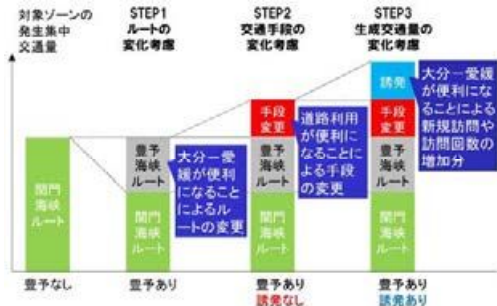 対象ゾーンの
発生集中
交通量
STEP1
ルートの
変化考慮
STEP2
交通手段の
変化考慮
STEP3
生成交通量の
変化考慮
関門
海峡
ルート
豊予
海峡
ルート
関門
海峡
ルート
大分－愛
媛が便利
になること
によるルー
トの変更
手段
変更
豊予
海峡
ルート
関門
海峡
ルート
道路利用
が便利に
なることに
よる手段
の変更
誘発
手段
変更
豊予
海峡
ルート
関門
海峡
ルート
大分－愛媛
が便利にな
ることによる
新規訪問や
訪問回数の
増加分
豊予なし
豊予あり
豊予あり
誘発なし
豊予あり
誘発あり